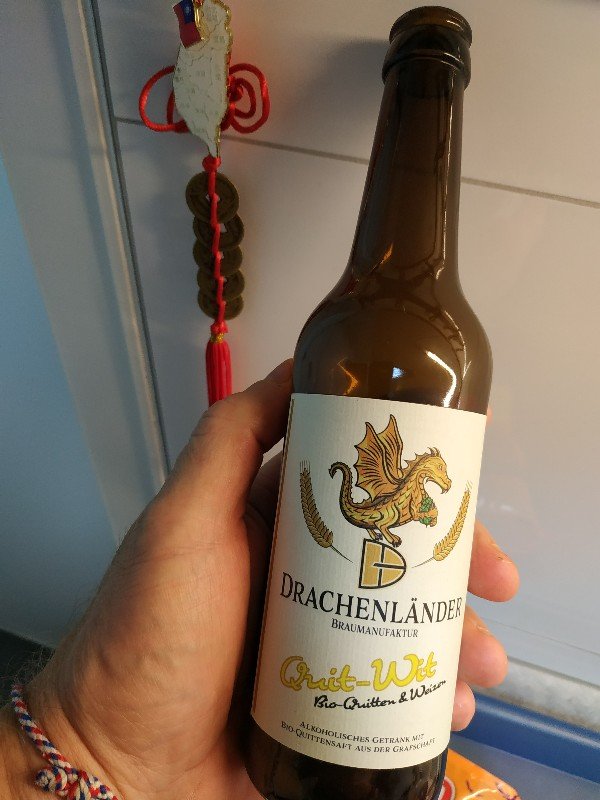 DRACHENLÄNDER
BRAUMANUFAKTUR
Quit-Wit
Bio-Quitten & Weizen
ALKOHOLISCHES GETRÄNK MIT
BIO-QUITTENSAFT AUS DER GRAFSCHAFT